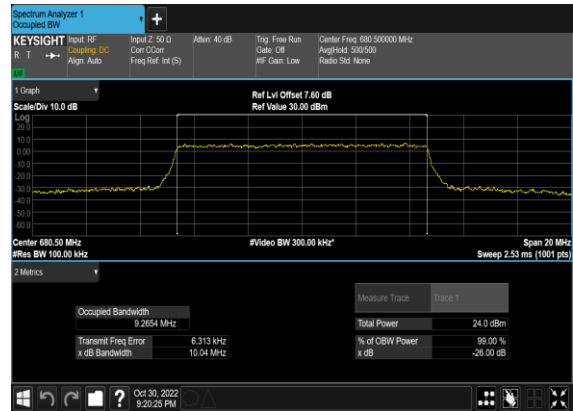 Spectrum Analyzer 1
Occupied BW
KEYSIGHT Input: RF Input Z: 50 Ω Atten: 40 dB Trig: Free Run Center Freq: 680.500000 MHz
R T Coupling: DC Corr CCorr Gate: Off Avg|Hold: 500/500
Align: Auto Freq Ref: Int (S) #IF Gain: Low Radio Std: None
1 Graph
Ref Lvl Offset 7.60 dB
Scale/Div 10.0 dB Ref Value 30.00 dBm
Log
20.0
10.0
0.00
-10.0
-20.0
-30.0
-40.0
-50.0
-60.0
Center 680.50 MHz #Video BW 300.00 kHz* Span 20 MHz
#Res BW 100.00 kHz Sweep 2.53 ms (1001 pts)
2 Metrics
Measure Trace Trace 1
Occupied Bandwidth
9.2654 MHz Total Power 24.0 dBm
Transmit Freq Error 6.313 kHz % of OBW Power 99.00 %
x dB Bandwidth 10.04 MHz x dB -26.00 dB
? Oct 30, 2022
9:20:25 PM